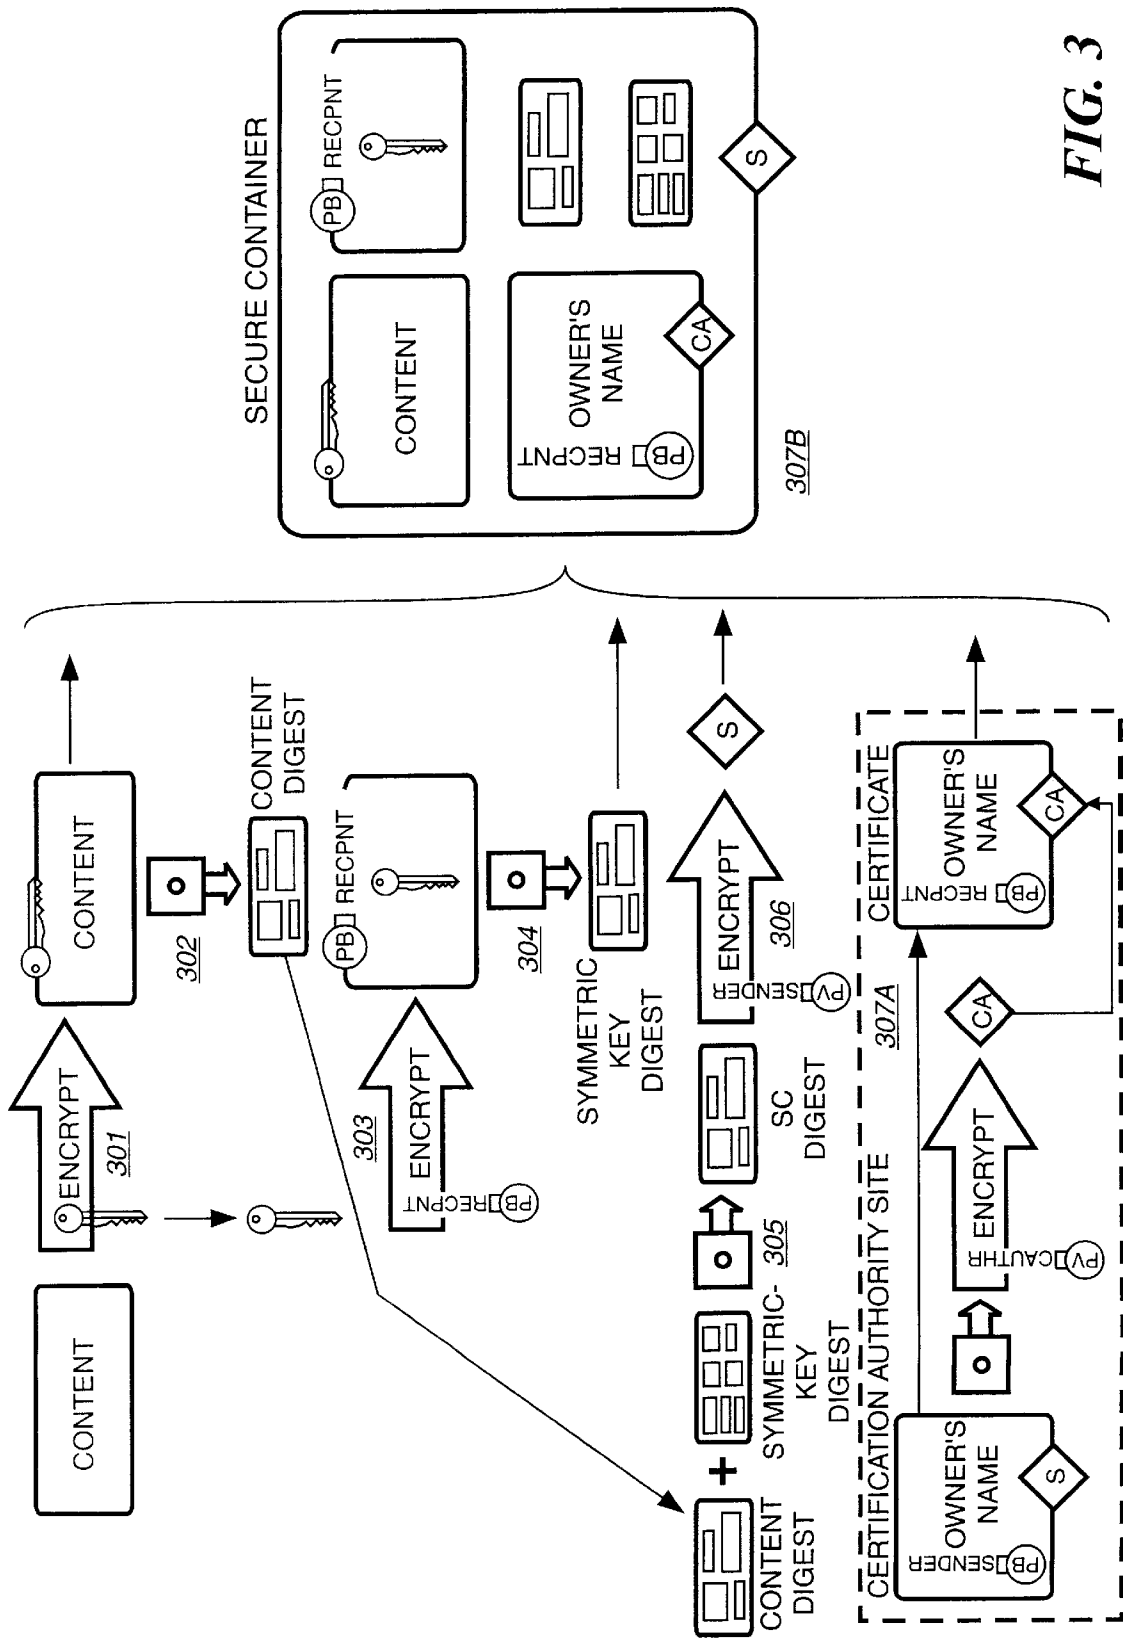 CONTENT
ENCRYPT
301
CONTENT
302
CONTENT
DIGEST
303
ENCRYPT
PB RECPNT
PB RECPNT
304
SYMMETRIC
KEY
DIGEST
CONTENT
DIGEST
+
SYMMETRIC-
KEY
DIGEST
305
SC
DIGEST
ENCRYPT
PV SENDER
306
S
CERTIFICATION AUTHORITY SITE
307A
PB SENDER
OWNER'S
NAME
S
ENCRYPT
PV CAUTHR
CA
CERTIFICATE
OWNER'S
NAME
PB RECPNT
CA
SECURE CONTAINER
CONTENT
PB RECPNT
OWNER'S
NAME
PB RECPNT
CA
S
307B
FIG. 3